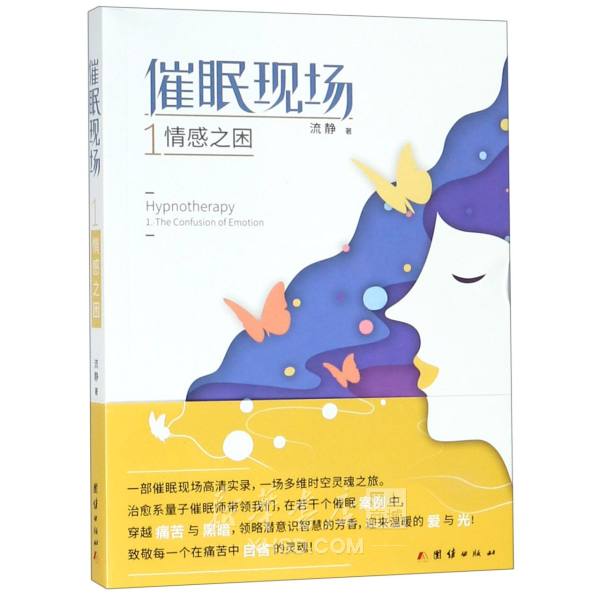 催眠现场
1 情感之困
流静 著
Hypnotherapy
1. The Confusion of Emotion
催眠现场
1
情感之困
流静 著
一部催眠现场高清实录，一场多维时空灵魂之旅。
治愈系量子催眠师带领我们，在若干个催眠案例中，
穿越痛苦与黑暗，领略潜意识智慧的芳香，迎来温暖的爱与光！
致敬每一个在痛苦中自省的灵魂！
团结出版社